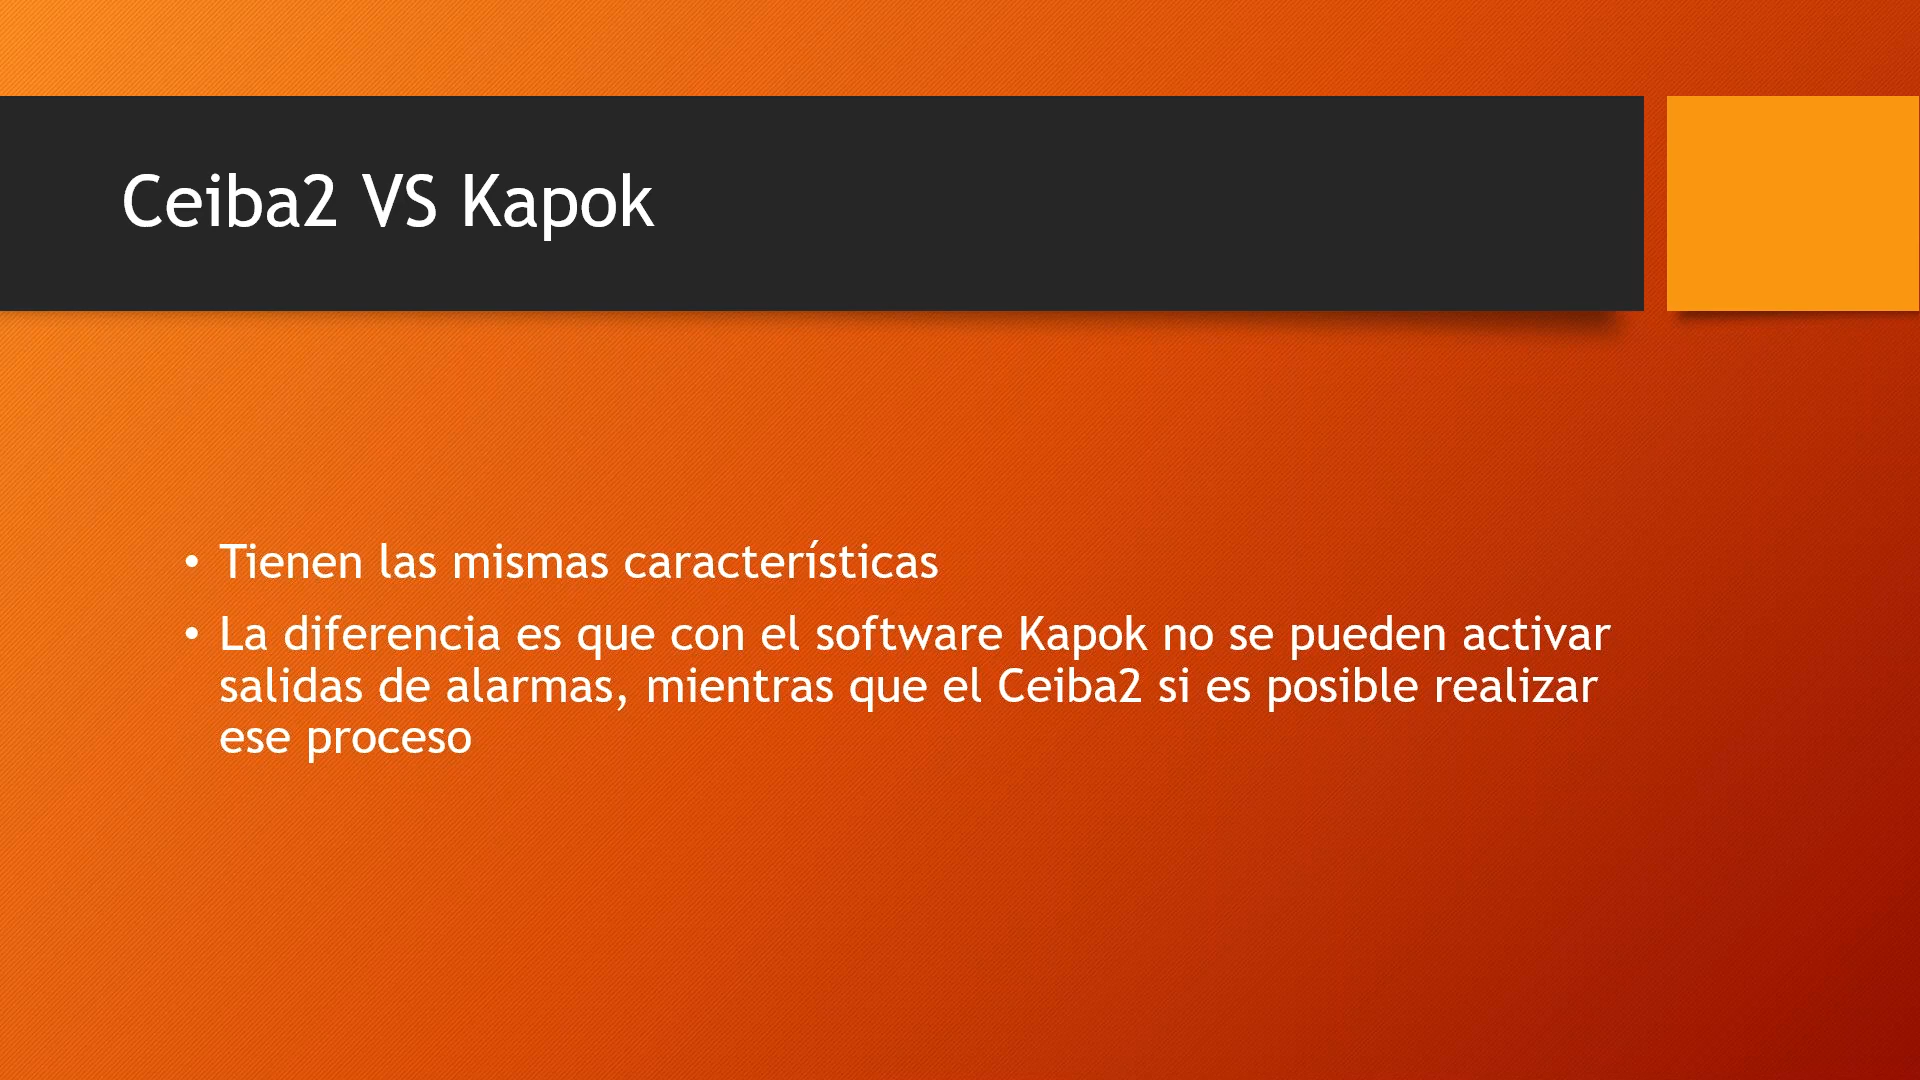 Ceiba2 VS Kapok
• Tienen las mismas características
• La diferencia es que con el software Kapok no se pueden activar
salidas de alarmas, mientras que el Ceiba2 si es posible realizar
ese proceso